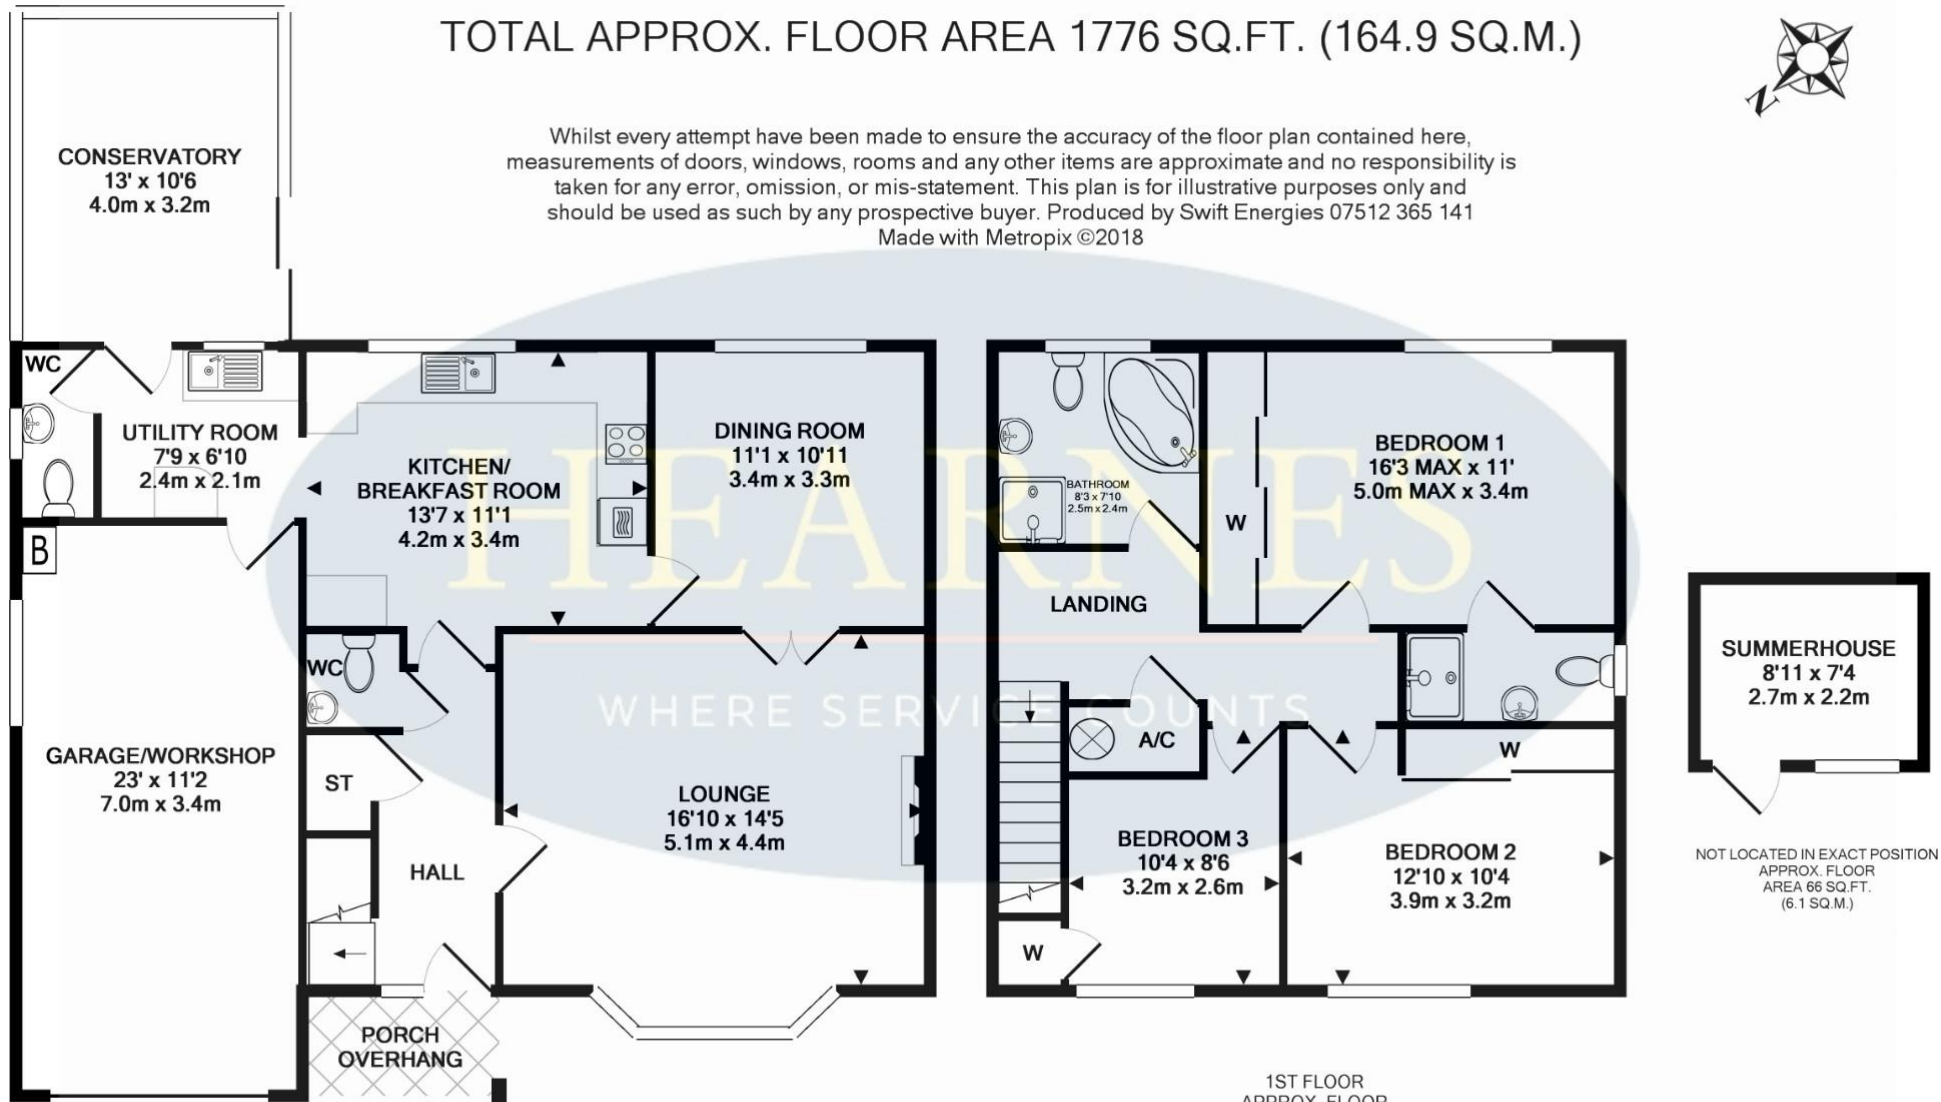 TOTAL APPROX. FLOOR AREA 1776 SQ.FT. (164.9 SQ.M.)
N
Whilst every attempt have been made to ensure the accuracy of the floor plan contained here,
measurements of doors, windows, rooms and any other items are approximate and no responsibility is
taken for any error, omission, or mis-statement. This plan is for illustrative purposes only and
should be used as such by any prospective buyer. Produced by Swift Energies 07512 365 141
Made with Metropix ©2018
CONSERVATORY
13' x 10'6
4.0m x 3.2m
WC
UTILITY ROOM
7'9 x 6'10
2.4m x 2.1m
KITCHEN/
BREAKFAST ROOM
13'7 x 11'1
4.2m x 3.4m
DINING ROOM
11'1 x 10'11
3.4m x 3.3m
B
WC
GARAGE/WORKSHOP
23' x 11'2
7.0m x 3.4m
ST
HALL
LOUNGE
16'10 x 14'5
5.1m x 4.4m
PORCH
OVERHANG
BATHROOM
8'3 x 7'10
2.5m x 2.4m
W
BEDROOM 1
16'3 MAX x 11'
5.0m MAX x 3.4m
LANDING
A/C
W
BEDROOM 3
10'4 x 8'6
3.2m x 2.6m
BEDROOM 2
12'10 x 10'4
3.9m x 3.2m
W
SUMMERHOUSE
8'11 x 7'4
2.7m x 2.2m
NOT LOCATED IN EXACT POSITION
APPROX. FLOOR
AREA 66 SQ.FT.
(6.1 SQ.M.)
1ST FLOOR
APPROX. FLOOR
HEARNES
WHERE SERVICE COUNTS